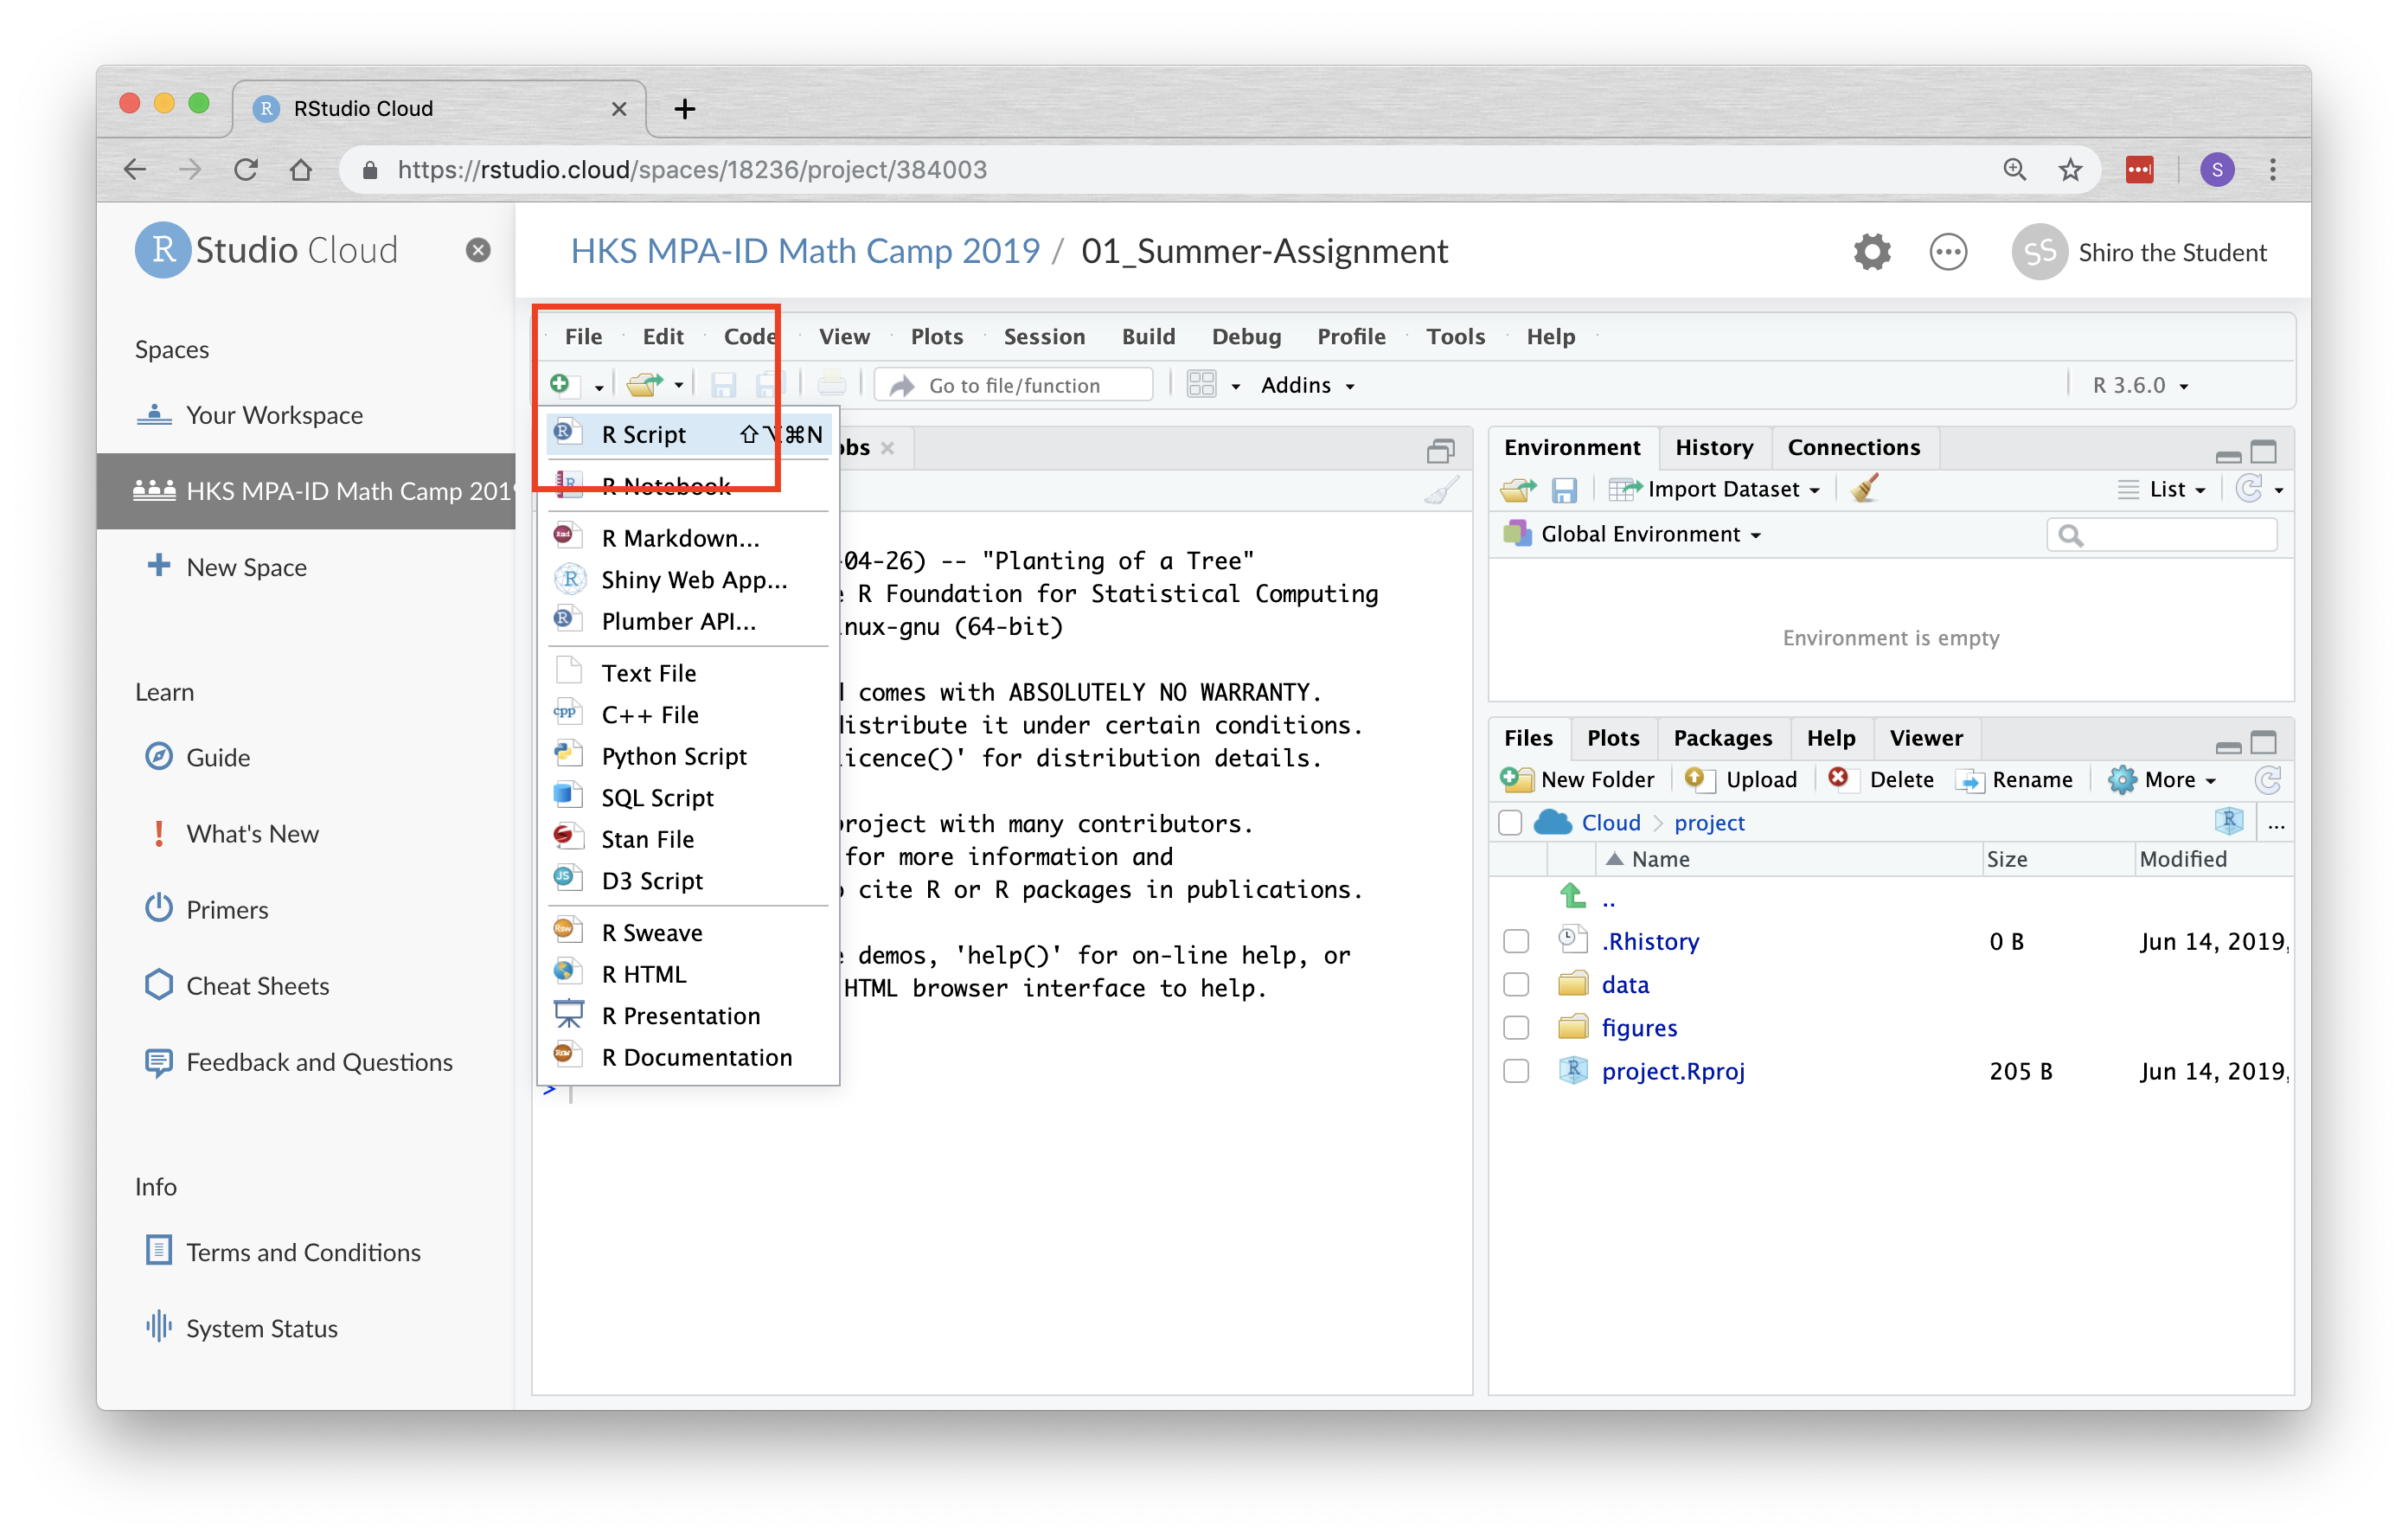 RStudio Cloud
https://rstudio.cloud/spaces/18236/project/384003
S
R Studio Cloud
HKS MPA-ID Math Camp 2019 / 01_Summer-Assignment
SS Shiro the Student
Spaces
Your Workspace
HKS MPA-ID Math Camp 201
New Space
Learn
Guide
What's New
Primers
Cheat Sheets
Feedback and Questions
Info
Terms and Conditions
System Status
File Edit Code View Plots Session Build Debug Profile Tools Help
Go to file/function
Addins
R 3.6.0
R Script ⇧⌥⌘N
R Notebook
R Markdown...
Shiny Web App...
Plumber API...
Text File
C++ File
Python Script
SQL Script
Stan File
D3 Script
R Sweave
R HTML
R Presentation
R Documentation
obs
04-26) -- "Planting of a Tree"
R Foundation for Statistical Computing
nux-gnu (64-bit)
comes with ABSOLUTELY NO WARRANTY.
istribute it under certain conditions.
icence()' for distribution details.
roject with many contributors.
for more information and
cite R or R packages in publications.
demos, 'help()' for on-line help, or
HTML browser interface to help.
>
Environment History Connections
Import Dataset
List
Global Environment
Environment is empty
Files Plots Packages Help Viewer
New Folder Upload Delete Rename More
Cloud > project
...
Name Size Modified
..
.Rhistory 0 B Jun 14, 2019,
data
figures
project.Rproj 205 B Jun 14, 2019,